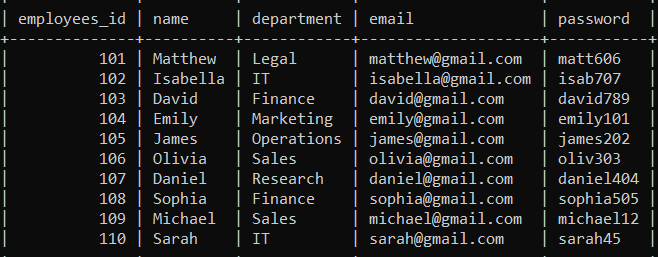 | employees_id | name | department | email | password |
+--------------+----------+------------+--------------------+-----------+
| 101 | Matthew | Legal | matthew@gmail.com | matt606 |
| 102 | Isabella | IT | isabella@gmail.com | isab707 |
| 103 | David | Finance | david@gmail.com | david789 |
| 104 | Emily | Marketing | emily@gmail.com | emily101 |
| 105 | James | Operations | james@gmail.com | james202 |
| 106 | Olivia | Sales | olivia@gmail.com | oliv303 |
| 107 | Daniel | Research | daniel@gmail.com | daniel404 |
| 108 | Sophia | Finance | sophia@gmail.com | sophia505 |
| 109 | Michael | Sales | michael@gmail.com | michael12 |
| 110 | Sarah | IT | sarah@gmail.com | sarah45 |